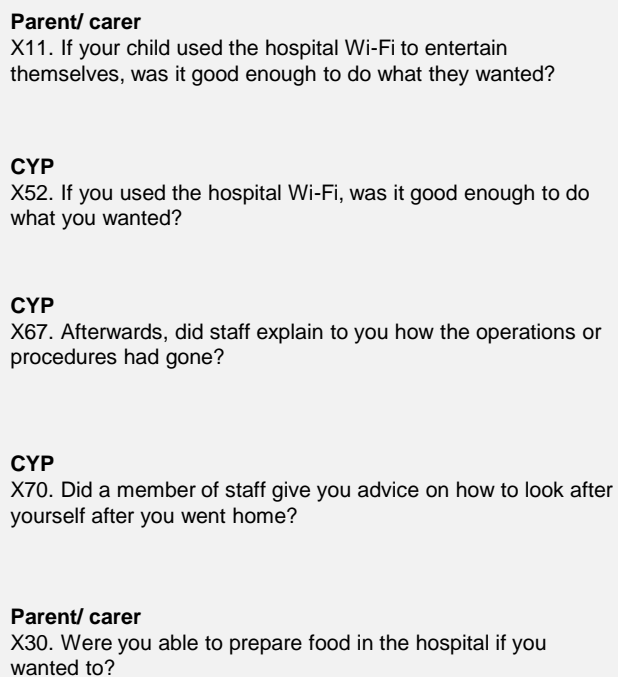 Parent/ carer
X11. If your child used the hospital Wi-Fi to entertain
themselves, was it good enough to do what they wanted?
CYP
X52. If you used the hospital Wi-Fi, was it good enough to do
what you wanted?
CYP
X67. Afterwards, did staff explain to you how the operations or
procedures had gone?
CYP
X70. Did a member of staff give you advice on how to look after
yourself after you went home?
Parent/ carer
X30. Were you able to prepare food in the hospital if you
wanted to?